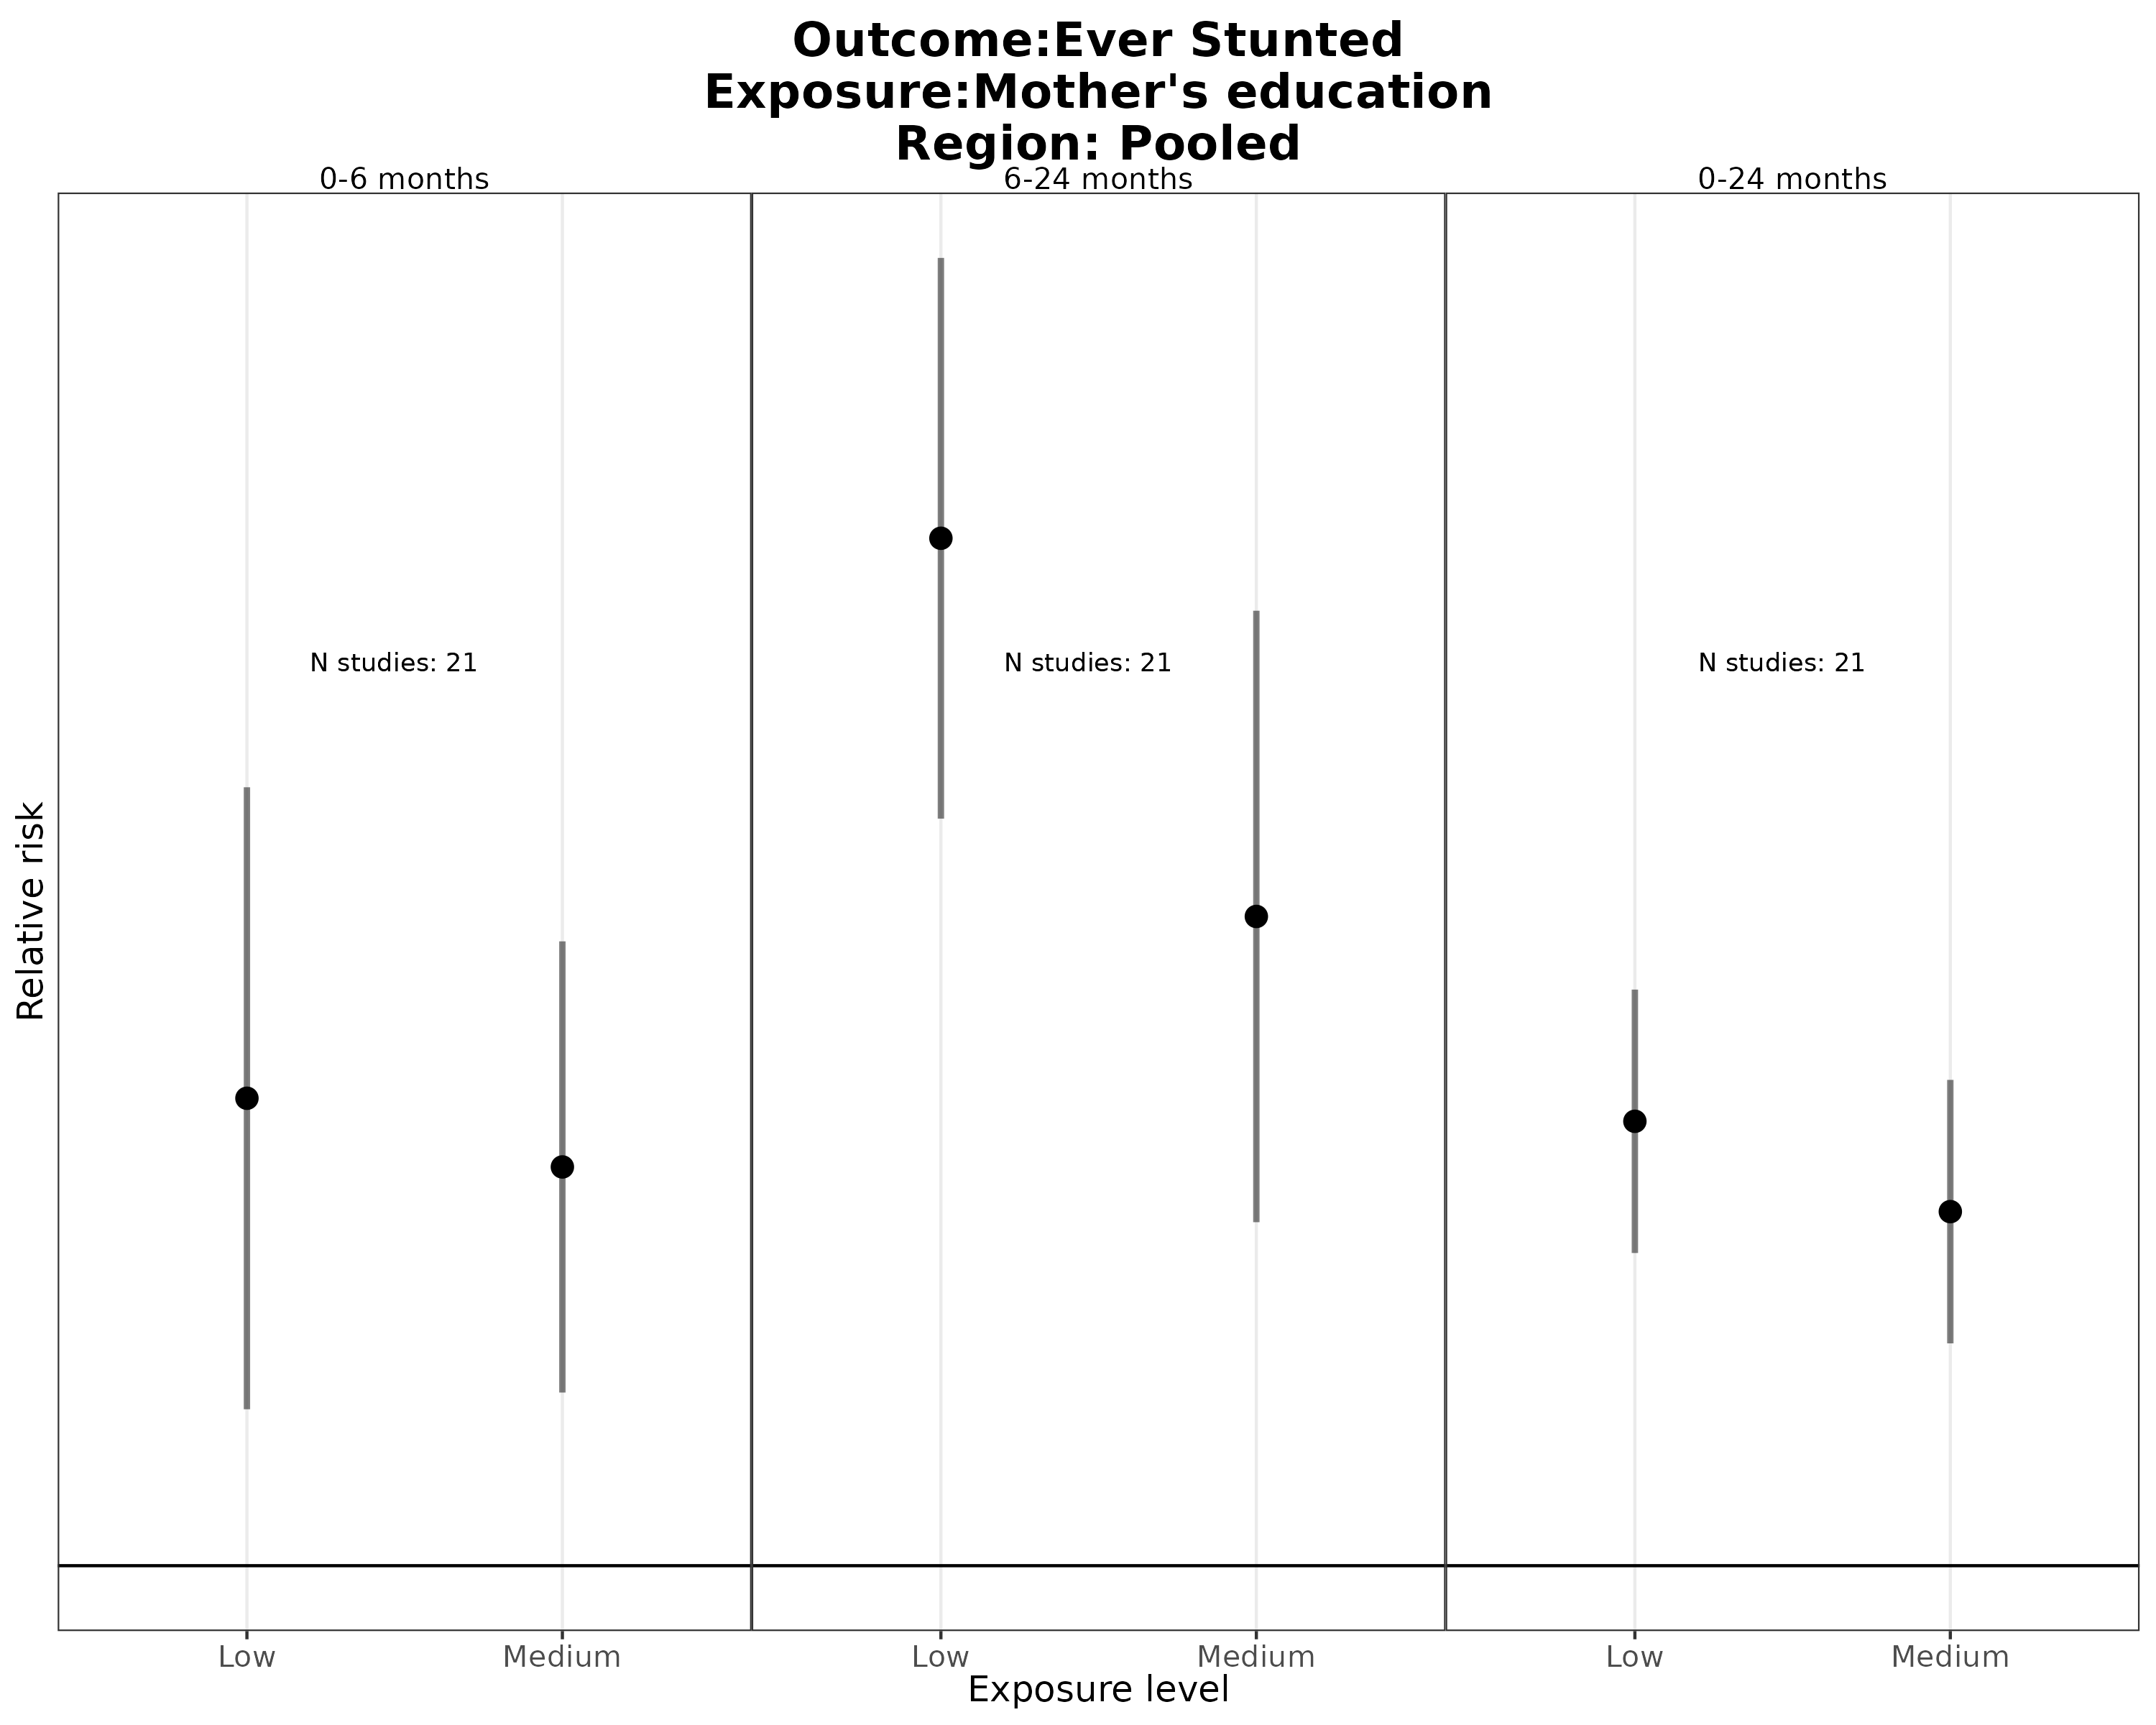 Outcome:Ever Stunted
Exposure:Mother's education
Region: Pooled
0-6 months
6-24 months
0-24 months
N studies: 21
N studies: 21
N studies: 21
Relative risk
Low
Medium
Low
Medium
Low
Medium
Exposure level